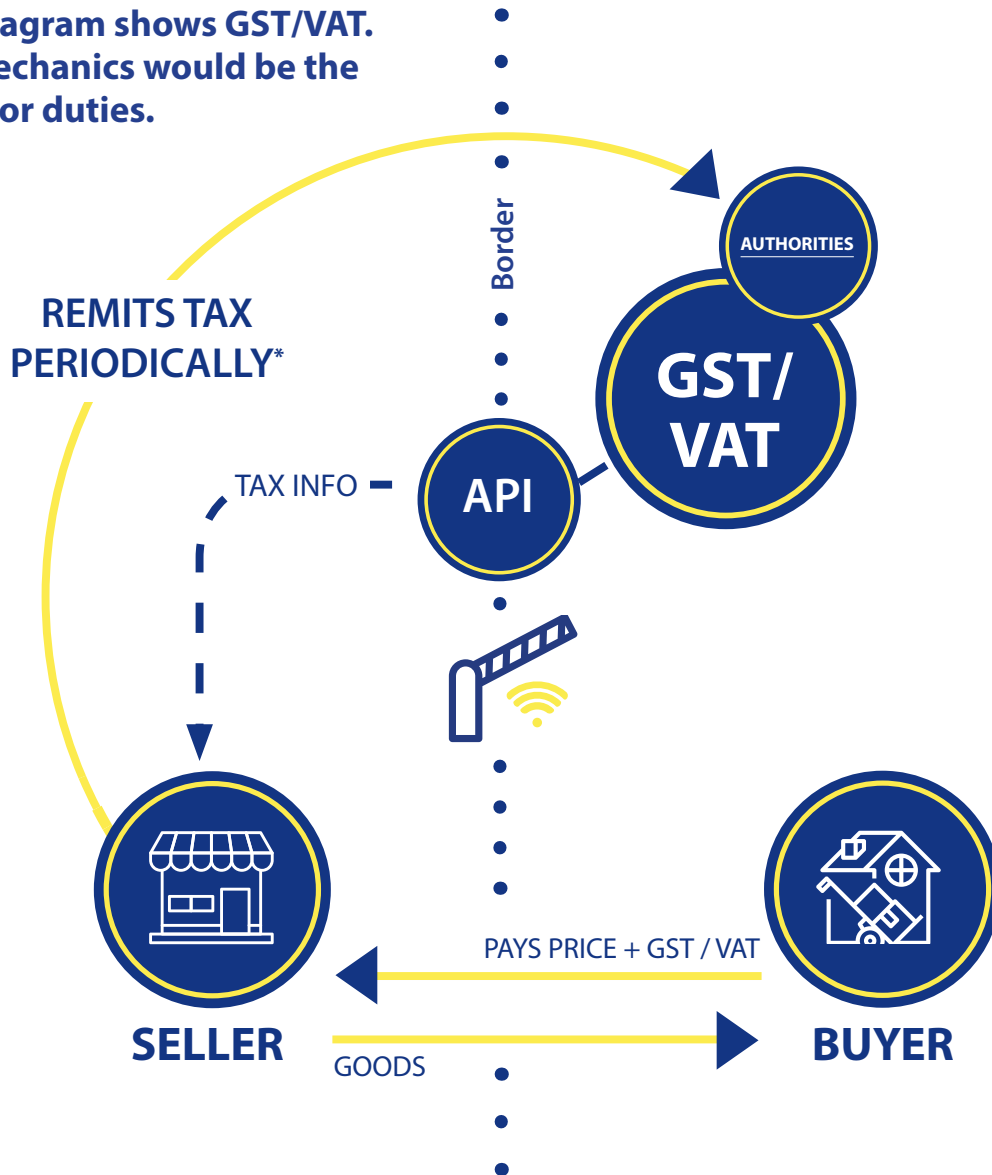 agram shows GST/VAT.
echanics would be the
or duties.
Border
AUTHORITIES
REMITS TAX
PERIODICALLY*
GST/
VAT
API
TAX INFO
PAYS PRICE + GST / VAT
SELLER
BUYER
GOODS